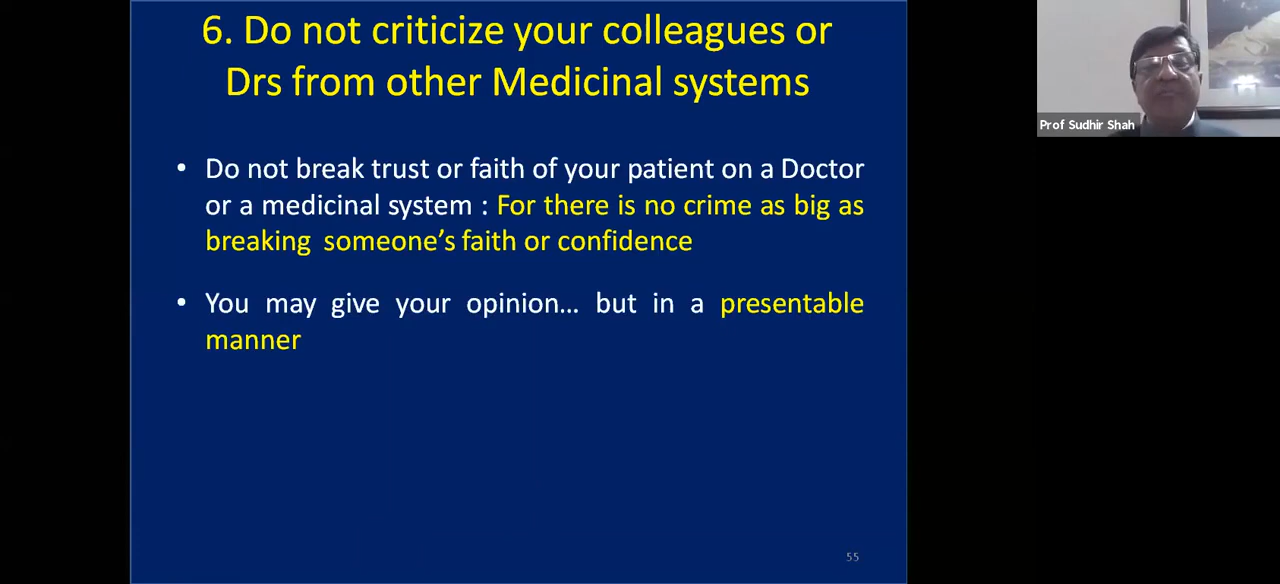 6. Do not criticize your colleagues or
Drs from other Medicinal systems
• Do not break trust or faith of your patient on a Doctor
or a medicinal system : For there is no crime as big as
breaking someone’s faith or confidence
• You may give your opinion… but in a presentable
manner
55
Prof Sudhir Shah